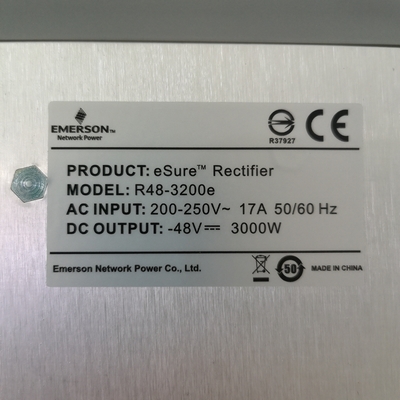 EMERSON™
Network Power
R37927
CE
PRODUCT: eSure™ Rectifier
MODEL: R48-3200e
AC INPUT: 200-250V~ 17A 50/60 Hz
DC OUTPUT: -48V⎓ 3000W
Emerson Network Power Co., Ltd.
50
MADE IN CHINA